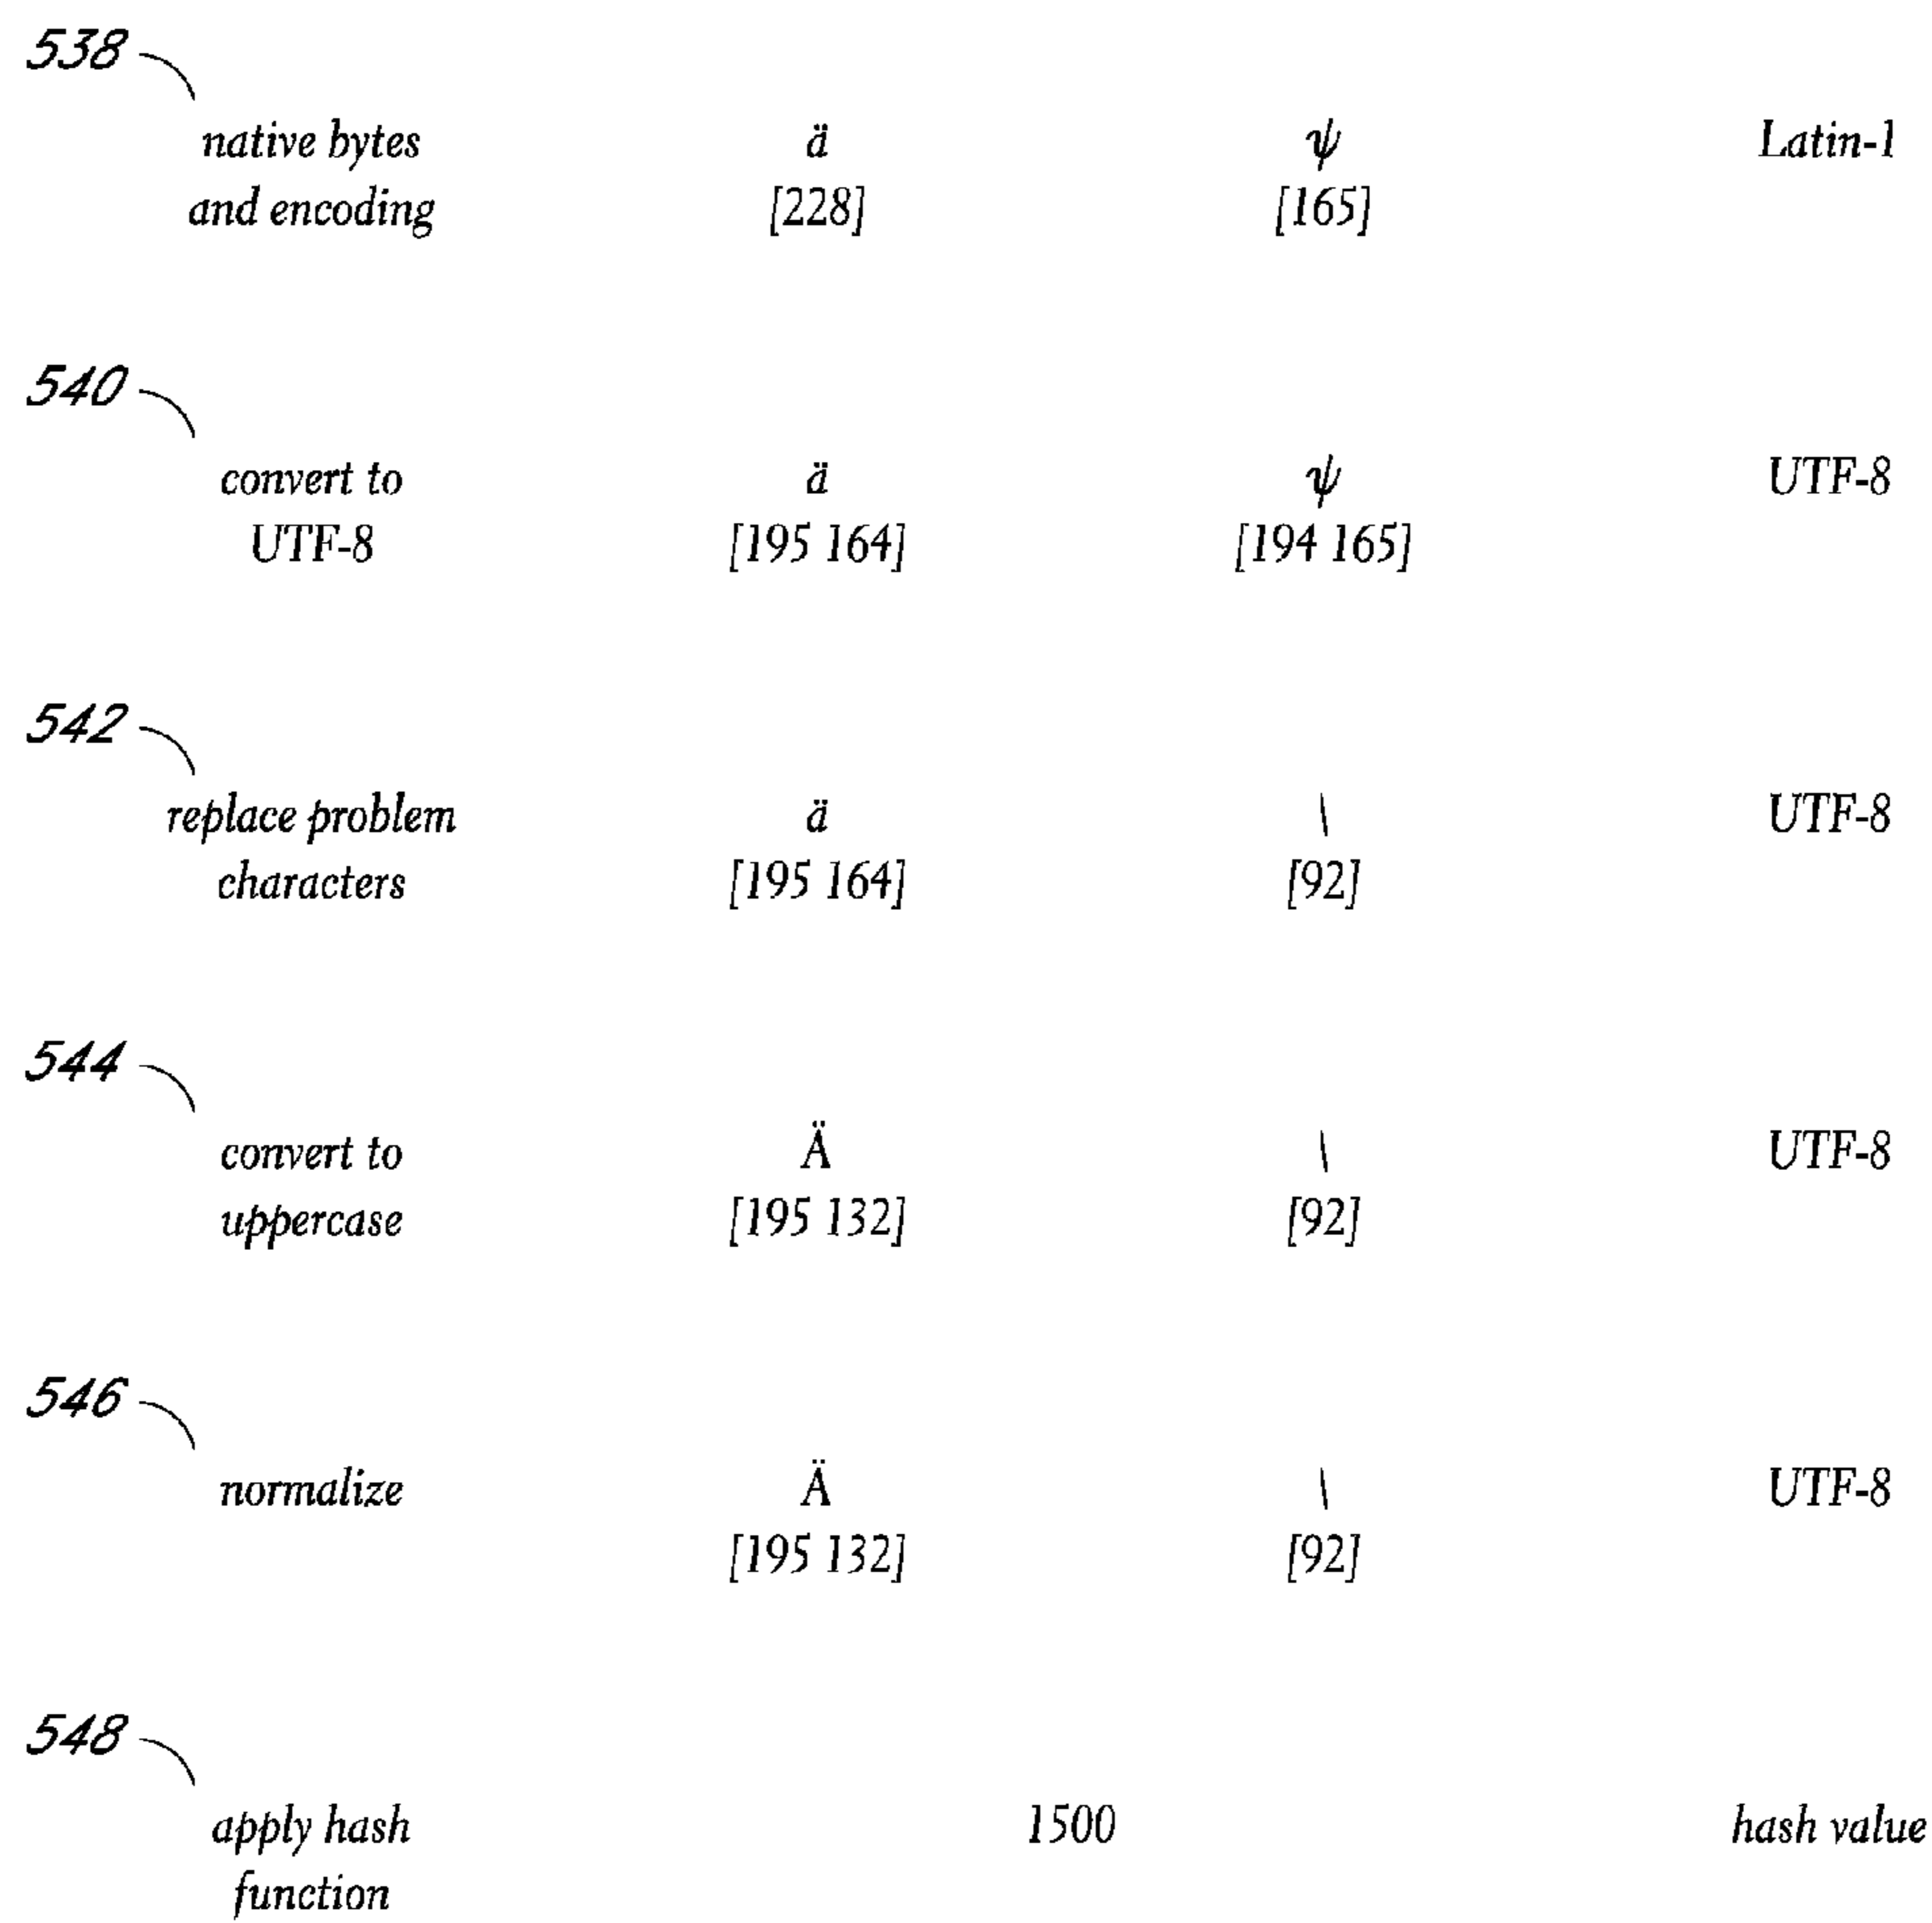 538
native bytes ä ψ Latin-1
and encoding [228] [165]
540
convert to ä ψ UTF-8
UTF-8 [195 164] [194 165]
542
replace problem ä \ UTF-8
characters [195 164] [92]
544
convert to Ä \ UTF-8
uppercase [195 132] [92]
546
normalize Ä \ UTF-8
[195 132] [92]
548
apply hash 1500 hash value
function